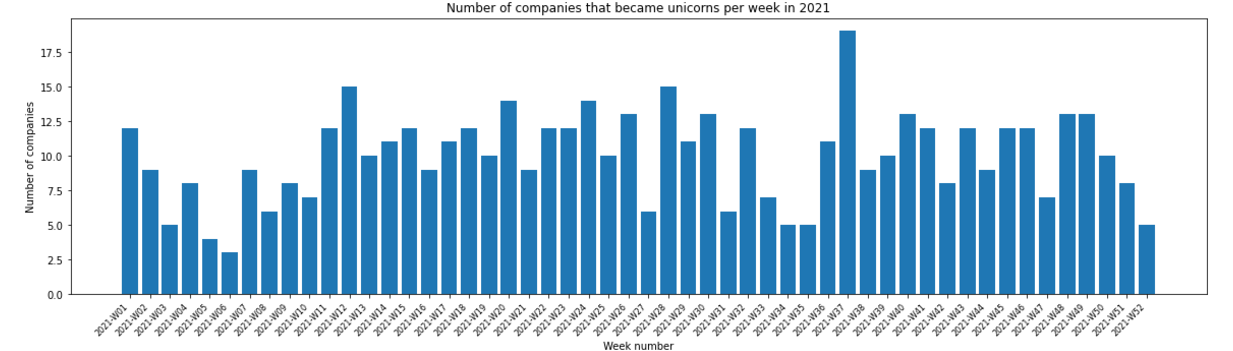 Number of companies that became unicorns per week in 2021
Number of companies
17.5
15.0
12.5
10.0
7.5
5.0
2.5
0.0
2021-W01
2021-W02
2021-W03
2021-W04
2021-W05
2021-W06
2021-W07
2021-W08
2021-W09
2021-W10
2021-W11
2021-W12
2021-W13
2021-W14
2021-W15
2021-W16
2021-W17
2021-W18
2021-W19
2021-W20
2021-W21
2021-W22
2021-W23
2021-W24
2021-W25
2021-W26
2021-W27
2021-W28
2021-W29
2021-W30
2021-W31
2021-W32
2021-W33
2021-W34
2021-W35
2021-W36
2021-W37
2021-W38
2021-W39
2021-W40
2021-W41
2021-W42
2021-W43
2021-W44
2021-W45
2021-W46
2021-W47
2021-W48
2021-W49
2021-W50
2021-W51
2021-W52
Week number